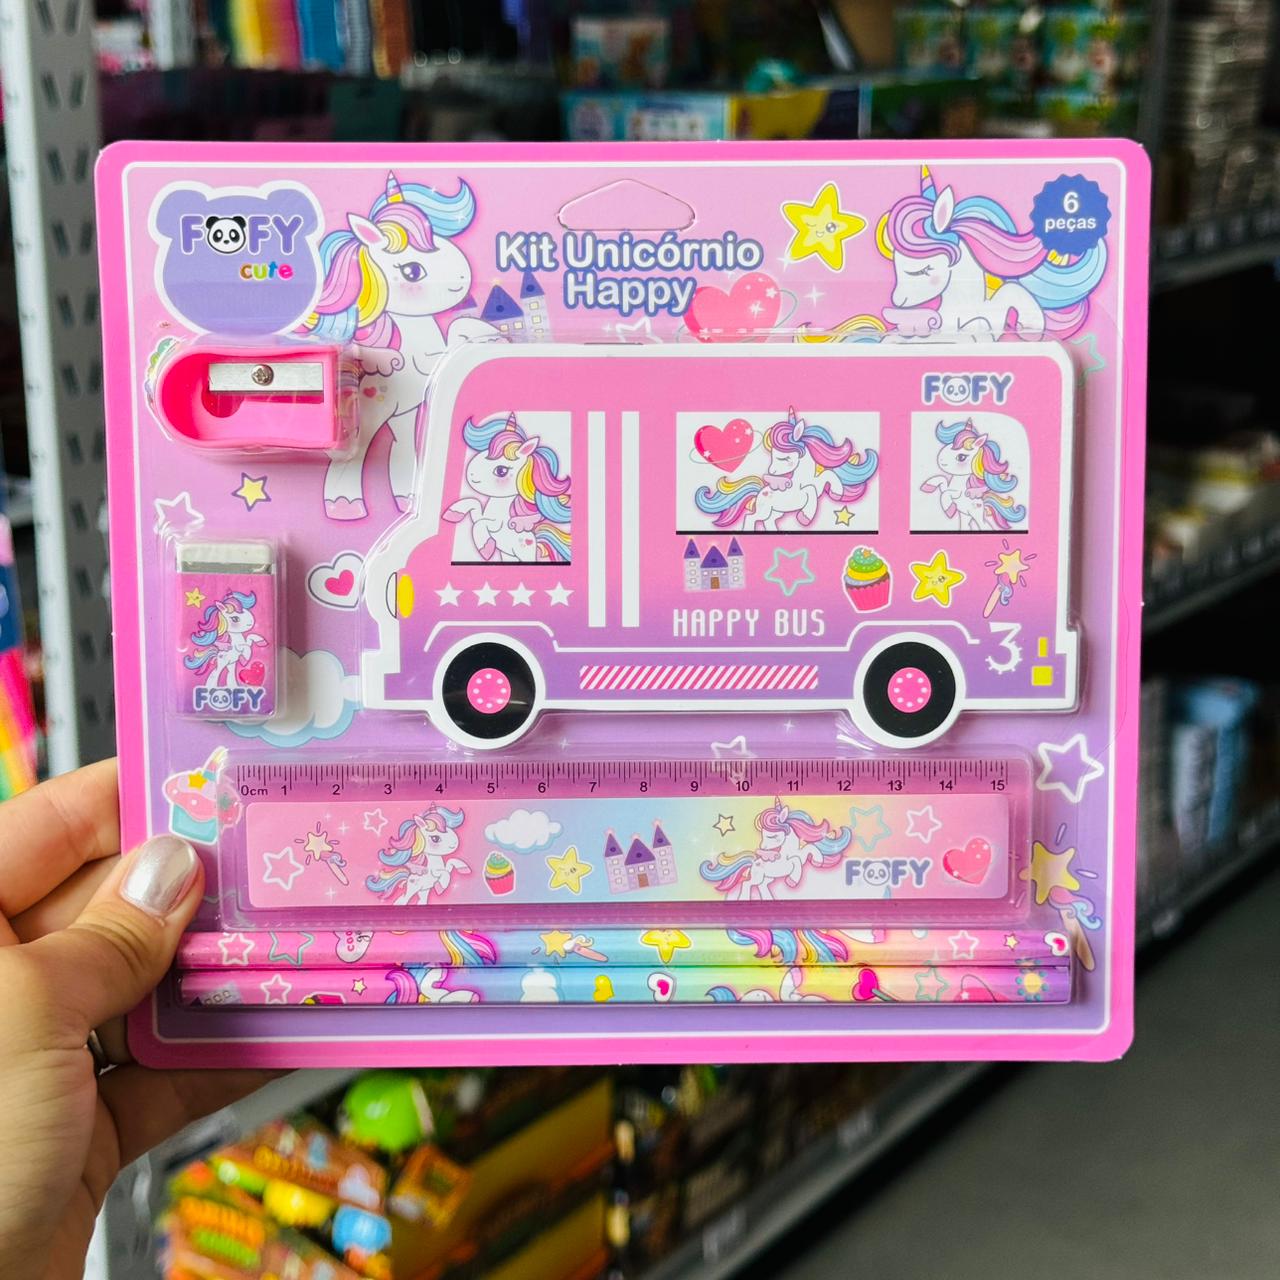 FOFY
cute
Kit Unicórnio
Happy
6
peças
FOFY
HAPPY BUS
3
FOFY
0cm 1 2 3 4 5 6 7 8 9 10 11 12 13 14 15
FOFY